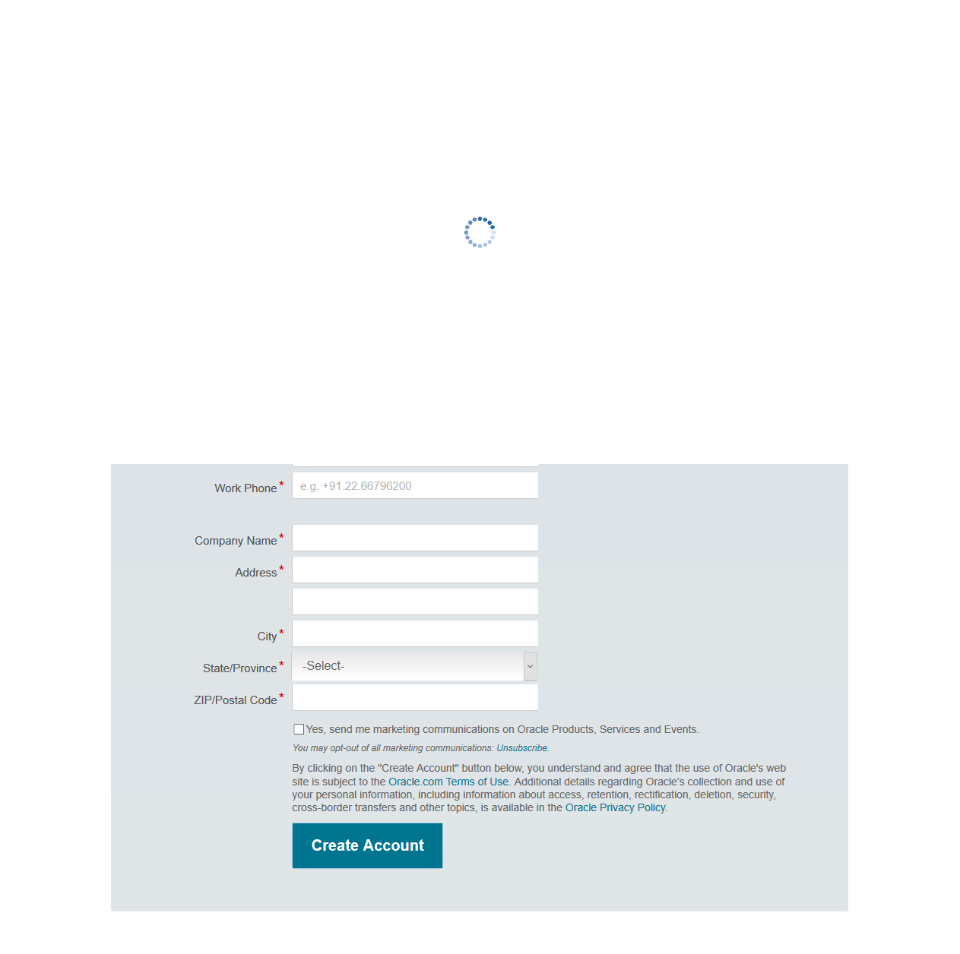 Work Phone *
e.g. +91.22.66796200
Company Name *
Address *
City *
State/Province *
-Select-
ZIP/Postal Code *
Yes, send me marketing communications on Oracle Products, Services and Events.
You may opt-out of all marketing communications: Unsubscribe.
By clicking on the "Create Account" button below, you understand and agree that the use of Oracle's web
site is subject to the Oracle.com Terms of Use. Additional details regarding Oracle's collection and use of
your personal information, including information about access, retention, rectification, deletion, security,
cross-border transfers and other topics, is available in the Oracle Privacy Policy.
Create Account